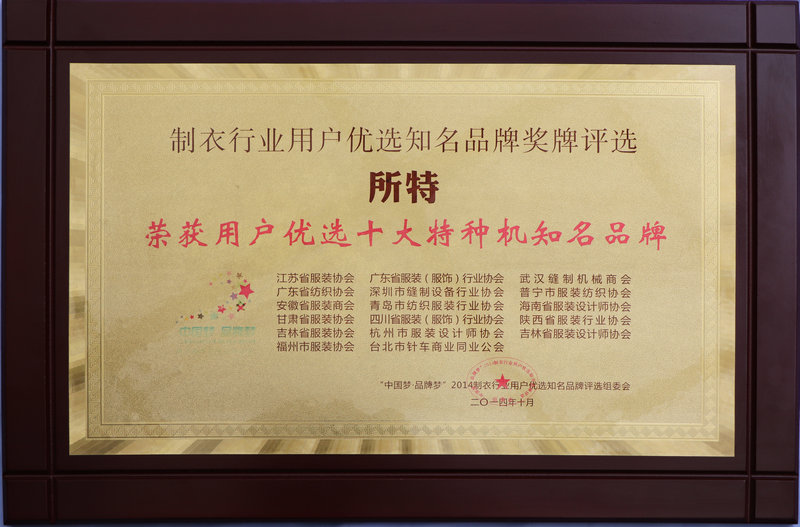 制衣行业用户优选知名品牌奖牌评选
所特
荣获用户优选十大特种机知名品牌
中国梦·品牌梦
江苏省服装协会 广东省服装（服饰）行业协会 武汉缝制机械商会
广东省纺织协会 深圳市缝制设备行业协会 普宁市服装纺织协会
安徽省服装商会 青岛市纺织服装行业协会 海南省服装设计师协会
甘肃省服装协会 四川省服装（服饰）行业协会 陕西省服装行业协会
吉林省服装协会 杭州市服装设计师协会 吉林省服装设计师协会
福州市服装协会 台北市针车商业同业公会
“中国梦·品牌梦”2014制衣行业用户优选知名品牌评选组委会
二〇一四年十月